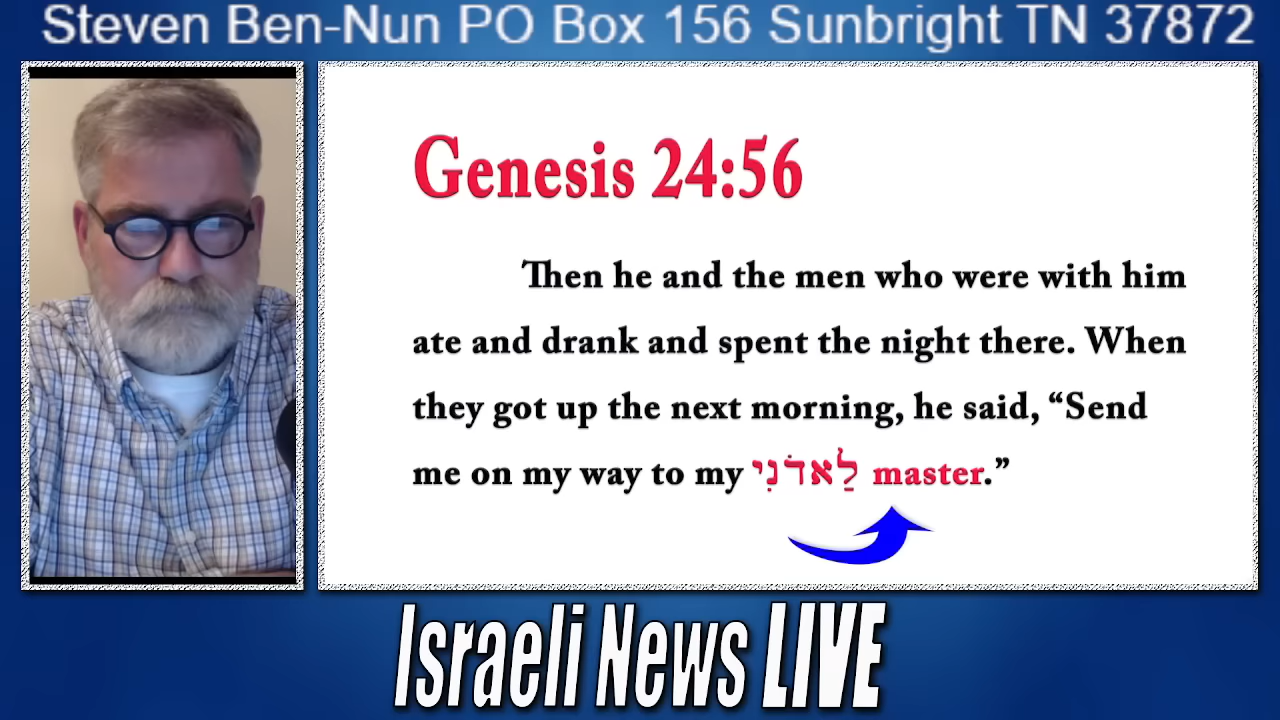 Steven Ben-Nun PO Box 156 Sunbright TN 37872
Genesis 24:56
Then he and the men who were with him
ate and drank and spent the night there. When
they got up the next morning, he said, “Send
me on my way to my לַאדֹנִי master.”
Israeli News LIVE